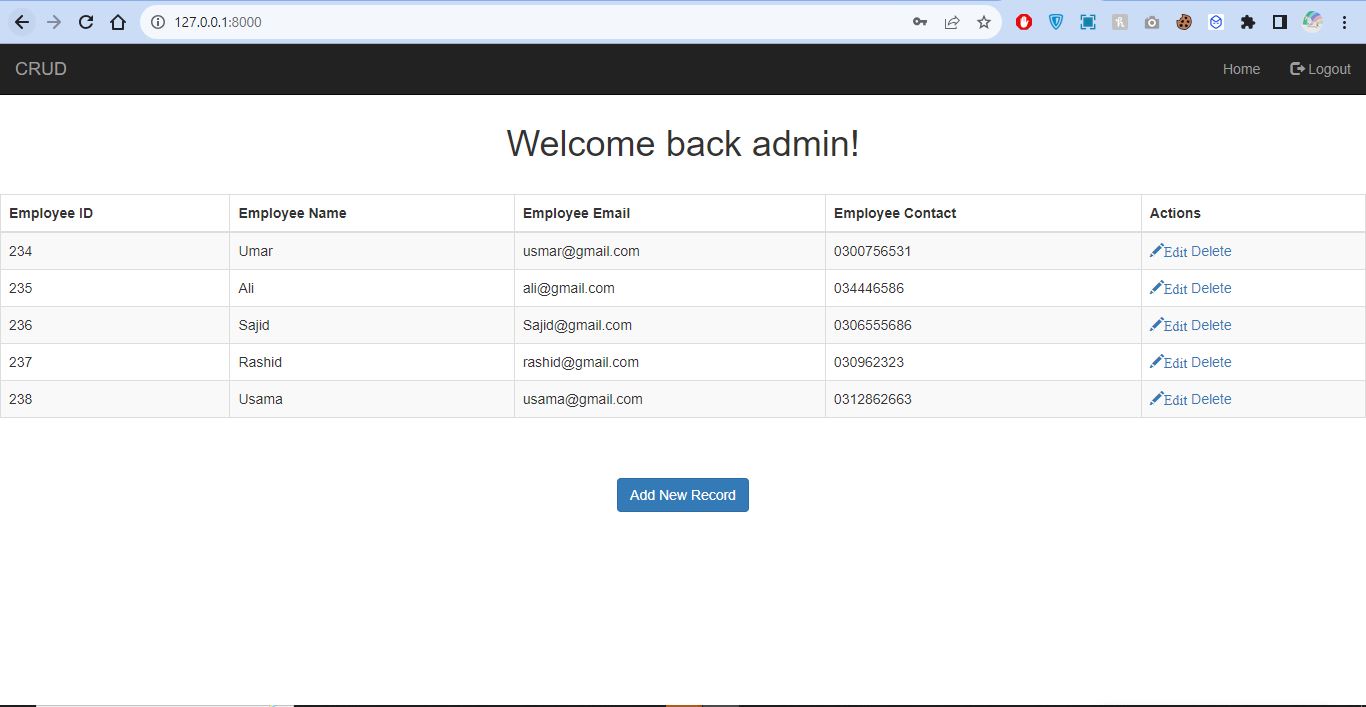 127.0.0.1:8000
CRUD Home Logout
Welcome back admin!
Employee ID Employee Name Employee Email Employee Contact Actions
234 Umar usmar@gmail.com 0300756531 Edit Delete
235 Ali ali@gmail.com 034446586 Edit Delete
236 Sajid Sajid@gmail.com 0306555686 Edit Delete
237 Rashid rashid@gmail.com 030962323 Edit Delete
238 Usama usama@gmail.com 0312862663 Edit Delete
Add New Record